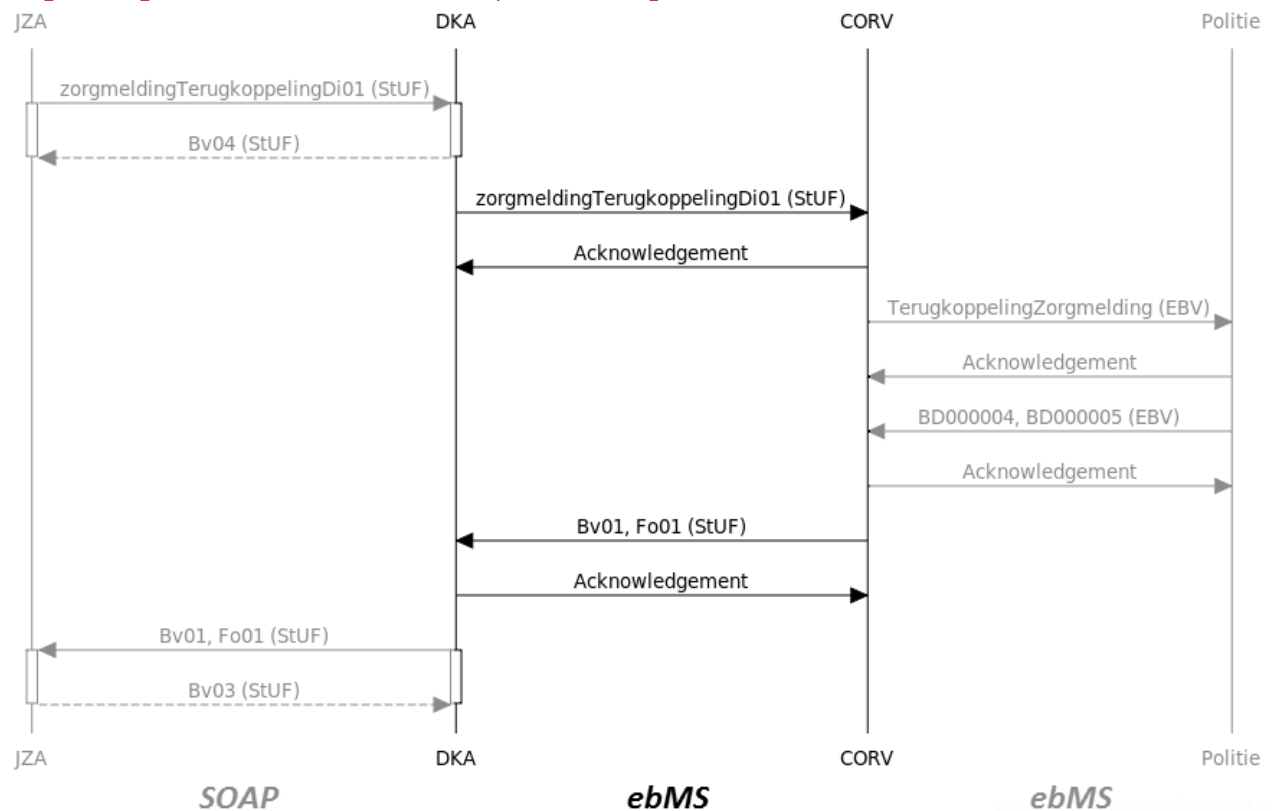 JZA DKA CORV Politie
zorgmeldingTerugkoppelingDi01 (StUF)
Bv04 (StUF)
zorgmeldingTerugkoppelingDi01 (StUF)
Acknowledgement
TerugkoppelingZorgmelding (EBV)
Acknowledgement
BD000004, BD000005 (EBV)
Acknowledgement
Bv01, Fo01 (StUF)
Acknowledgement
Bv01, Fo01 (StUF)
Bv03 (StUF)
JZA DKA CORV Politie
SOAP ebMS ebMS